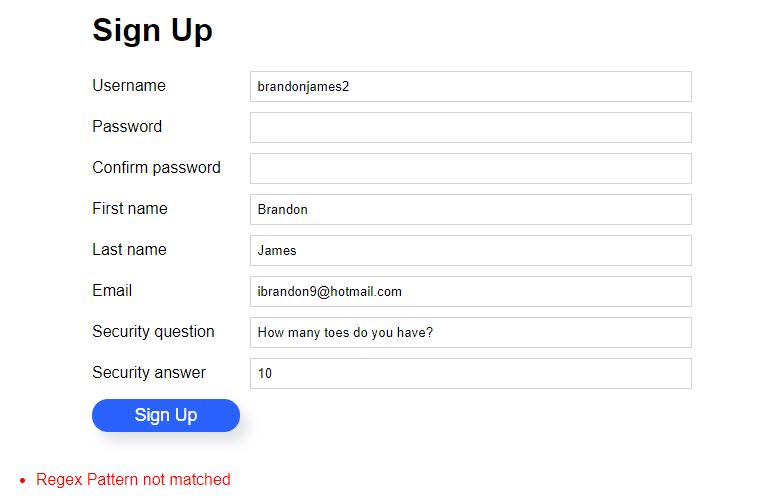 Sign Up
Username brandonjames2
Password
Confirm password
First name Brandon
Last name James
Email ibrandon9@hotmail.com
Security question How many toes do you have?
Security answer 10
Sign Up
• Regex Pattern not matched